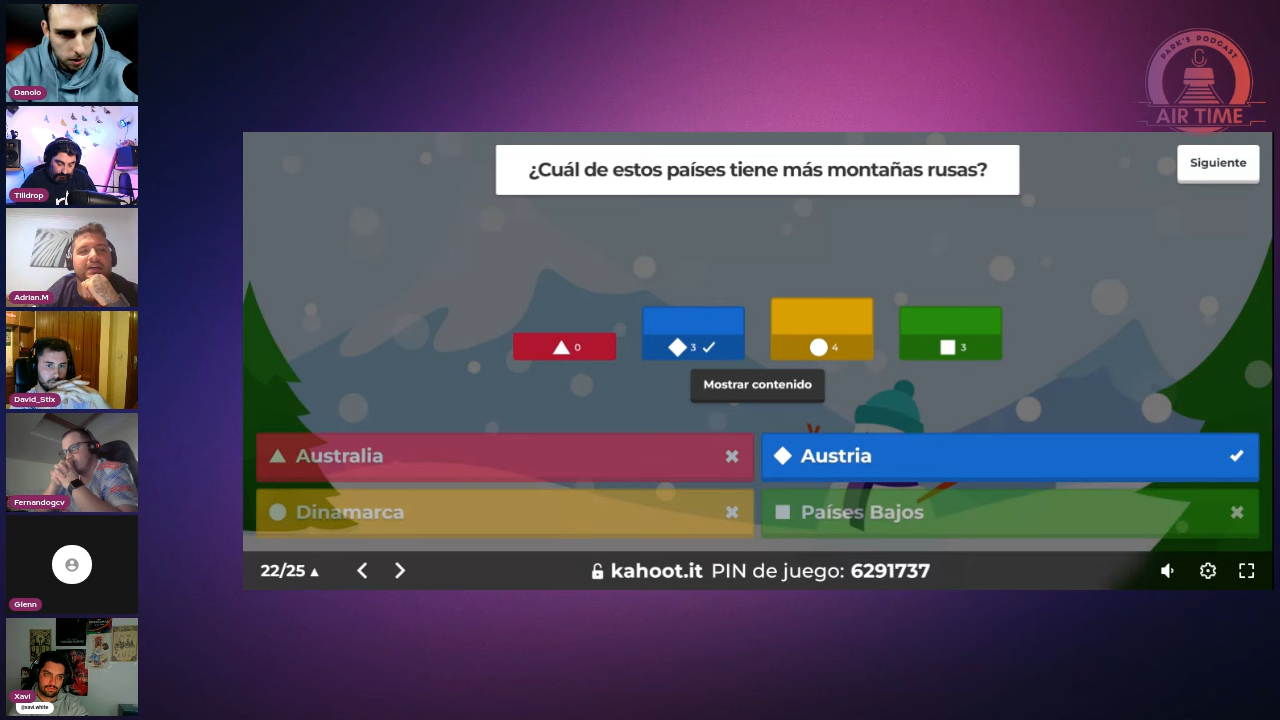 Danolo
Tilldrop
Adrian.M
David_Stix
Fernandogcv
Glenn
Xavi
@xavi.white
PARK'S PODCAST
AIR TIME
¿Cuál de estos países tiene más montañas rusas?
Siguiente
0
3
4
3
Mostrar contenido
Australia
Austria
Dinamarca
Países Bajos
22/25
kahoot.it PIN de juego: 6291737